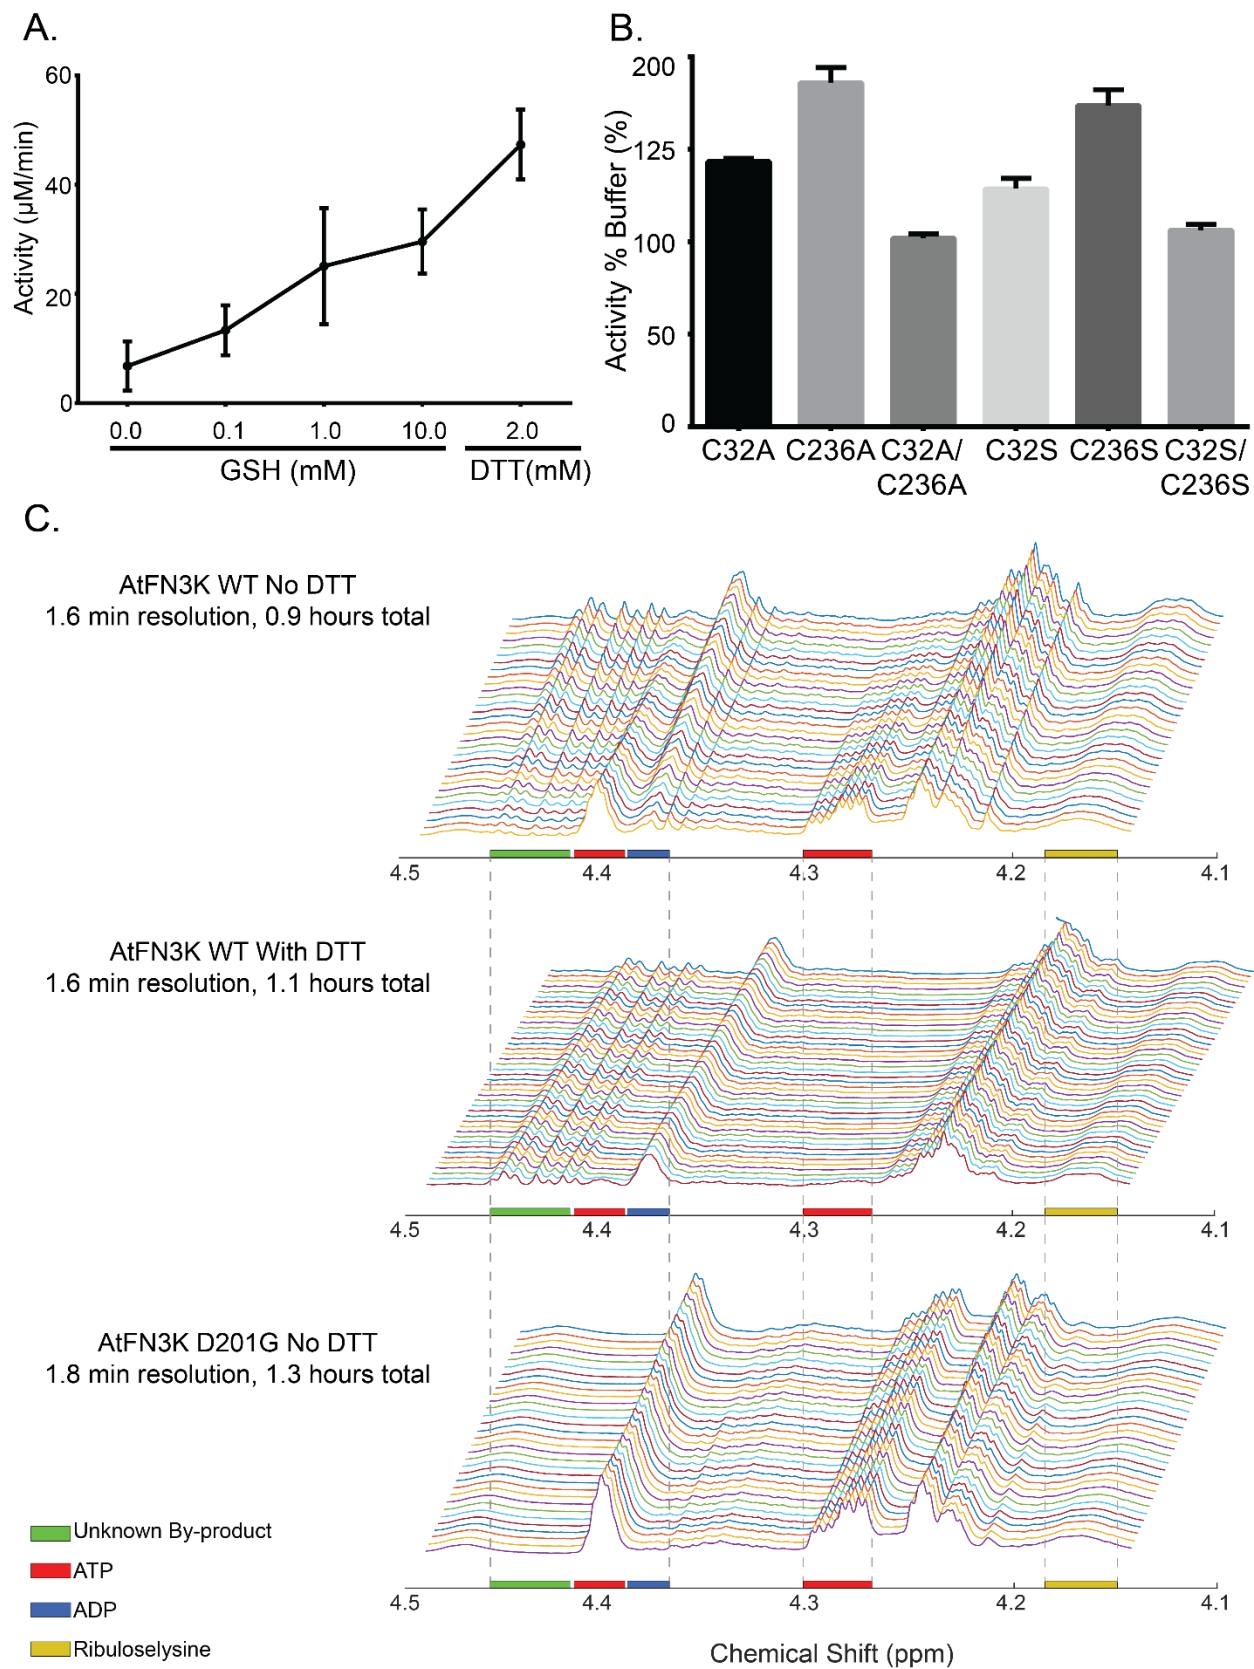 A.
B.
Activity (µM/min)
60
40
20
0
0.0 0.1 1.0 10.0 2.0
GSH (mM) DTT(mM)
Activity % Buffer (%)
200
125
100
50
0
C32A C236A C32A/ C32S C236S C32S/
C236A C236S
C.
AtFN3K WT No DTT
1.6 min resolution, 0.9 hours total
4.5 4.4 4.3 4.2 4.1
AtFN3K WT With DTT
1.6 min resolution, 1.1 hours total
4.5 4.4 4.3 4.2 4.1
AtFN3K D201G No DTT
1.8 min resolution, 1.3 hours total
Unknown By-product
ATP
ADP
Ribuloselysine
4.5 4.4 4.3 4.2 4.1
Chemical Shift (ppm)